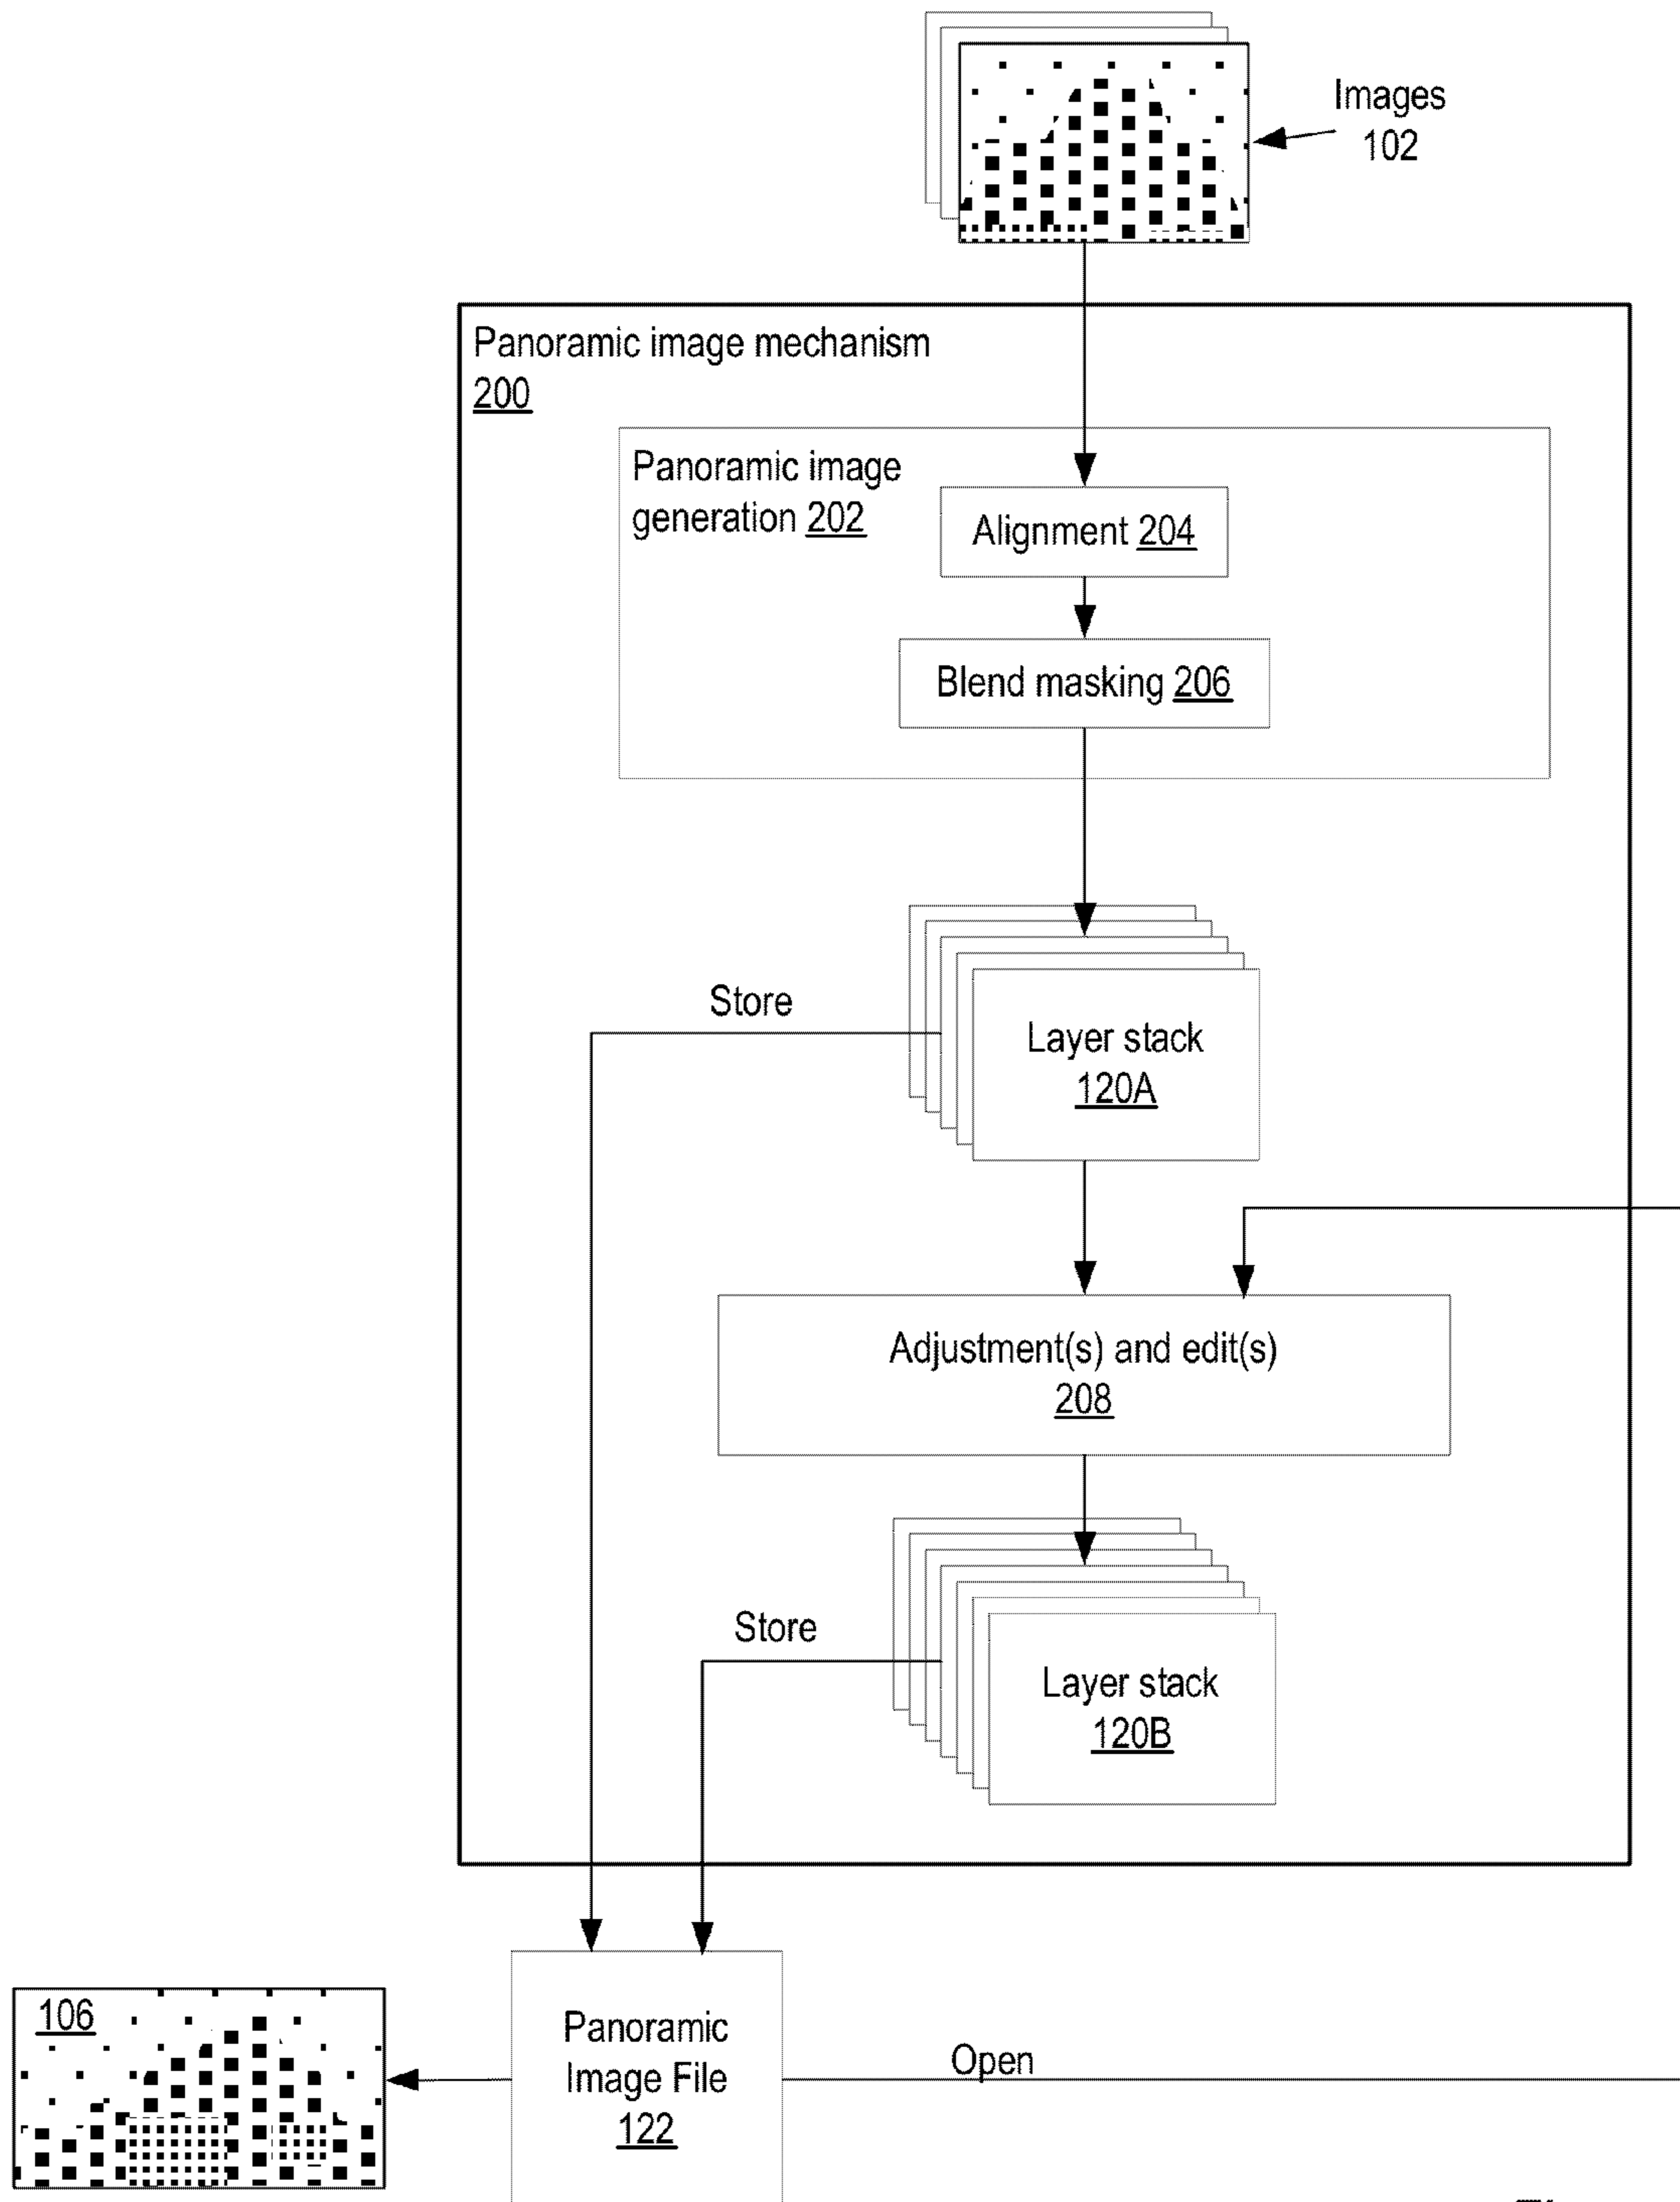 Images
102
Panoramic image mechanism
200
Panoramic image
generation 202
Alignment 204
Blend masking 206
Store
Layer stack
120A
Adjustment(s) and edit(s)
208
Store
Layer stack
120B
106
Panoramic
Image File
122
Open